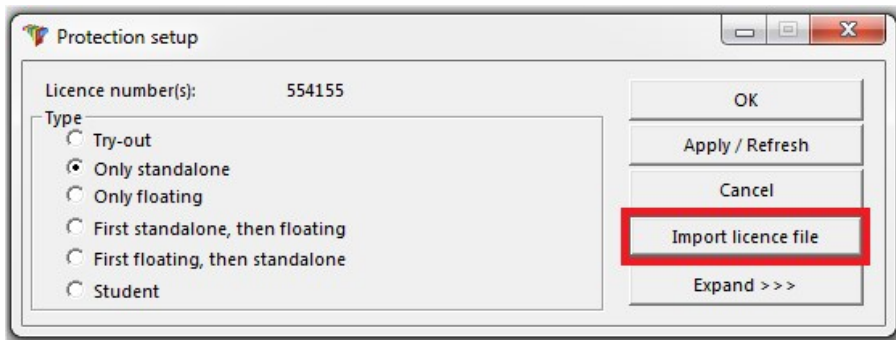 Protection setup
Licence number(s): 554155
Type
Try-out
Only standalone
Only floating
First standalone, then floating
First floating, then standalone
Student
OK
Apply / Refresh
Cancel
Import licence file
Expand >>>